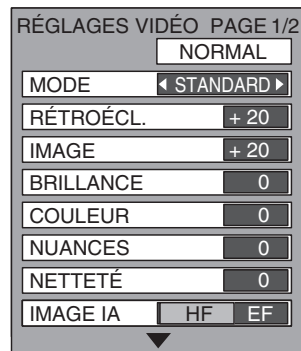 RÉGLAGES VIDÉO PAGE 1/2
NORMAL
MODE STANDARD
RÉTROÉCL. + 20
IMAGE + 20
BRILLANCE 0
COULEUR 0
NUANCES 0
NETTETÉ 0
IMAGE IA HF EF